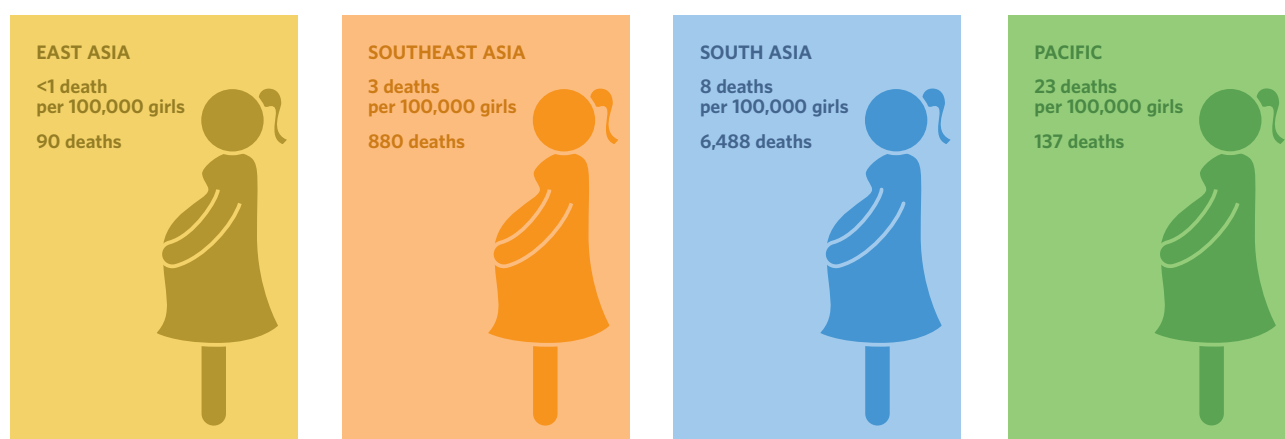 EAST ASIA
<1 death
per 100,000 girls
90 deaths
SOUTHEAST ASIA
3 deaths
per 100,000 girls
880 deaths
SOUTH ASIA
8 deaths
per 100,000 girls
6,488 deaths
PACIFIC
23 deaths
per 100,000 girls
137 deaths